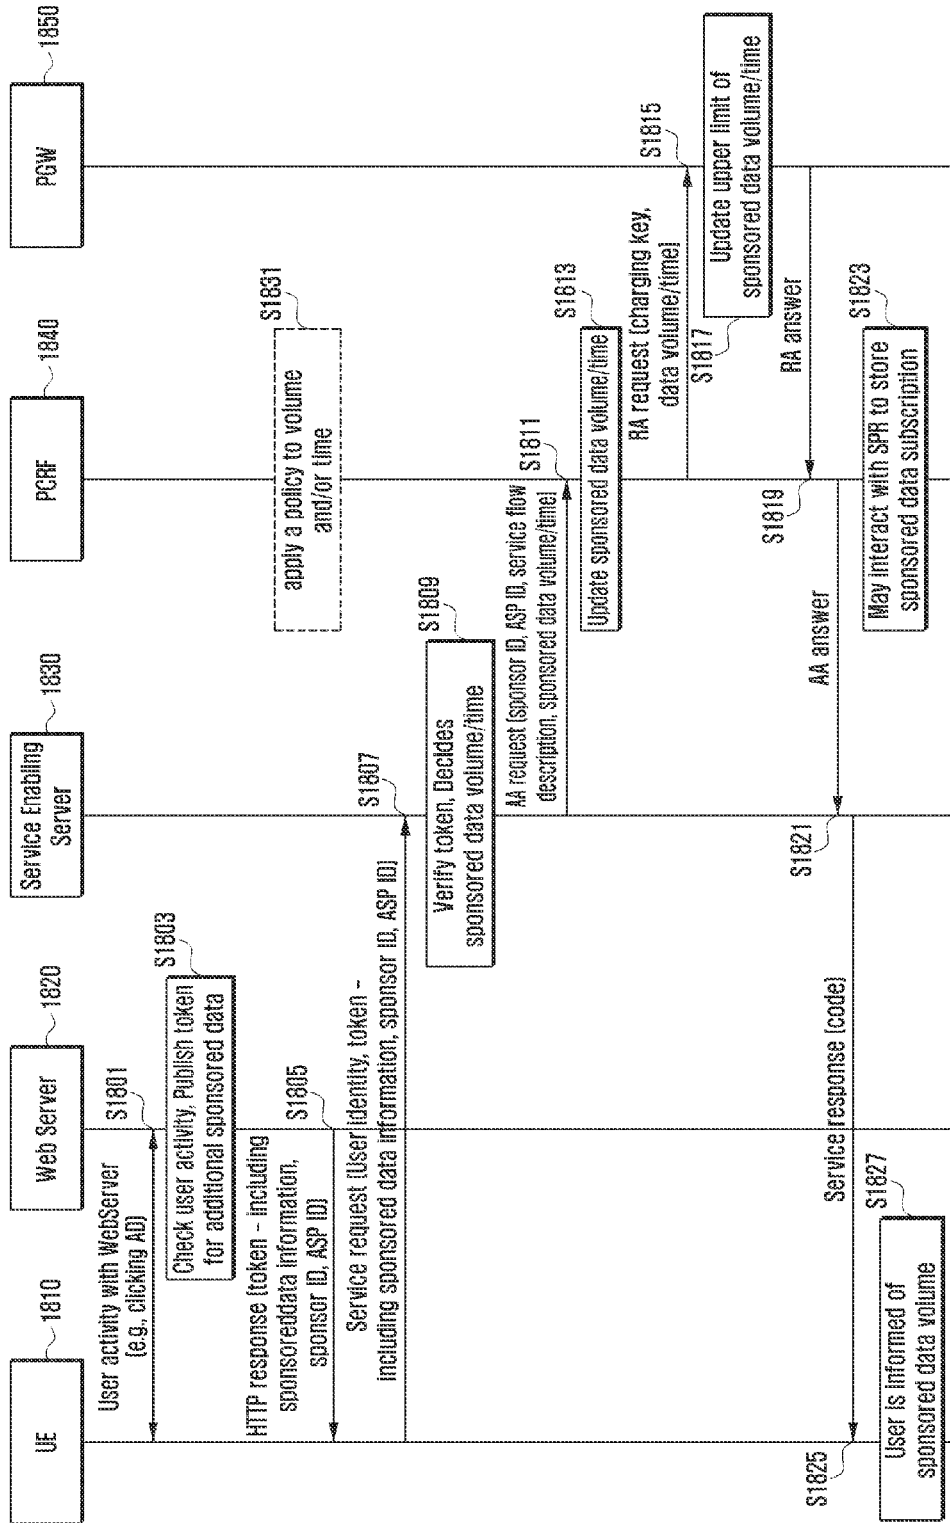 UE
1810
Web Server
1820
Service Enabling
Server
1830
PCRF
1840
PGW
1850
User activity with WebServer
(e.g., clicking AD)
S1801
Check user activity, Publish token
for additional sponsored data
S1803
apply a policy to volume
and/or time
S1831
HTTP response (token – including
sponsoreddata information,
sponsor ID, ASP ID)
S1805
Service request (User identity, token –
including sponsored data information, sponsor ID, ASP ID)
S1807
Verify token, Decides
sponsored data volume/time
S1809
AA request (sponsor ID, ASP ID, service flow
description, sponsored data volume/time)
S1811
Update sponsored data volume/time
S1813
RA request (charging key,
data volume/time)
S1815
Update upper limit of
sponsored data volume/time
S1817
RA answer
S1819
AA answer
S1821
May interact with SPR to store
sponsored data subscription
S1823
Service response (code)
S1825
User is informed of
sponsored data volume
S1827